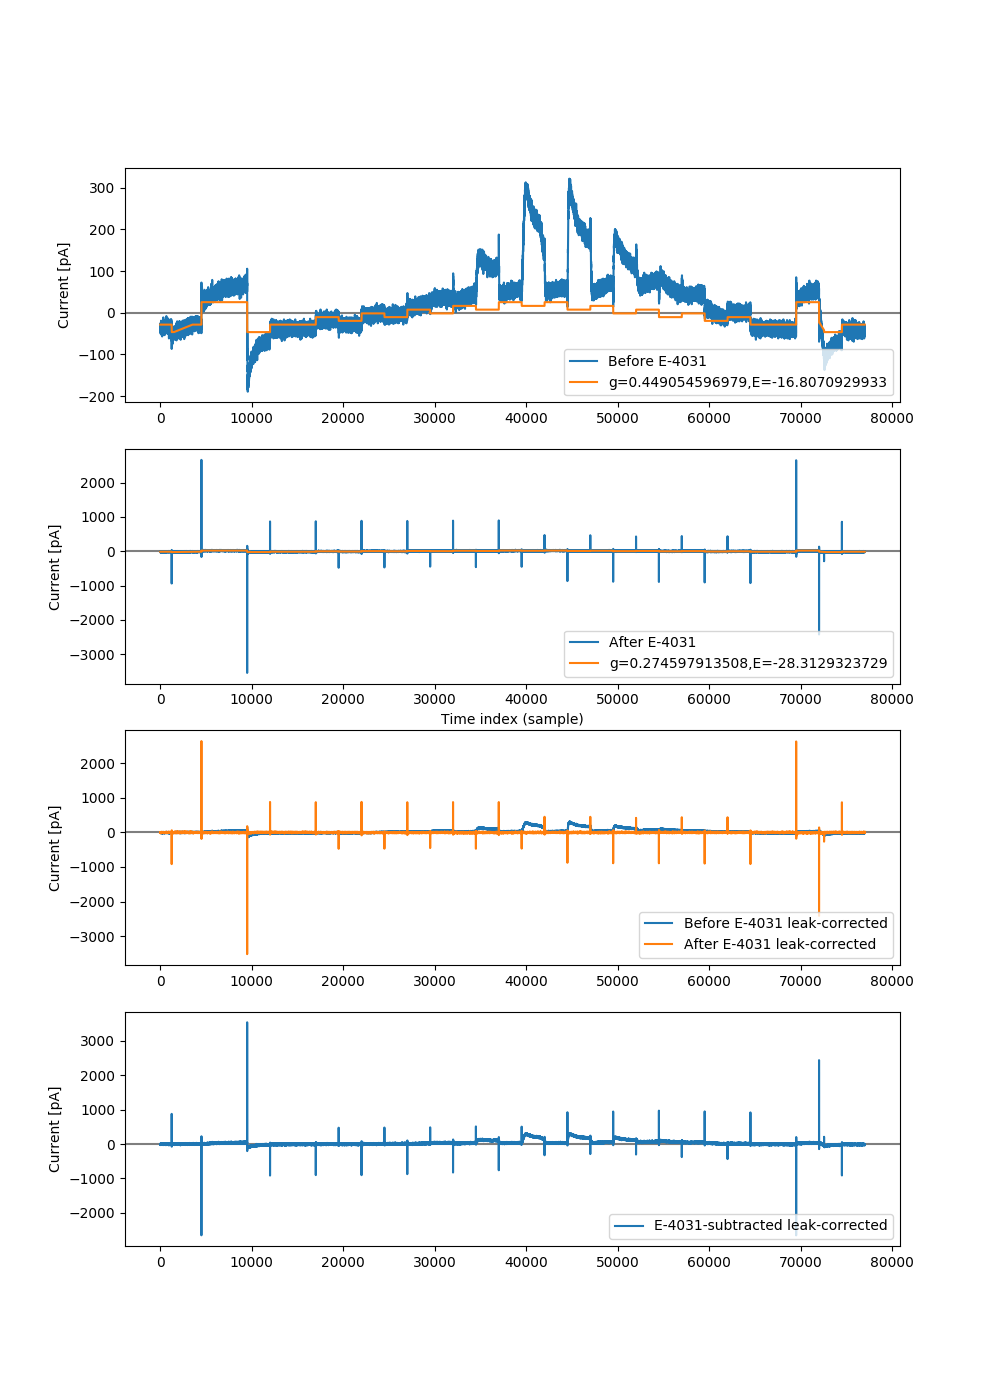 300
200
100
0
−100
−200
Current [pA]
Before E-4031
g=0.449054596979,E=-16.8070929933
0 10000 20000 30000 40000 50000 60000 70000 80000
2000
1000
0
−1000
−2000
−3000
Current [pA]
After E-4031
g=0.274597913508,E=-28.3129323729
0 10000 20000 30000 40000 50000 60000 70000 80000
Time index (sample)
2000
1000
0
−1000
−2000
−3000
Current [pA]
Before E-4031 leak-corrected
After E-4031 leak-corrected
0 10000 20000 30000 40000 50000 60000 70000 80000
3000
2000
1000
0
−1000
−2000
Current [pA]
E-4031-subtracted leak-corrected
0 10000 20000 30000 40000 50000 60000 70000 80000